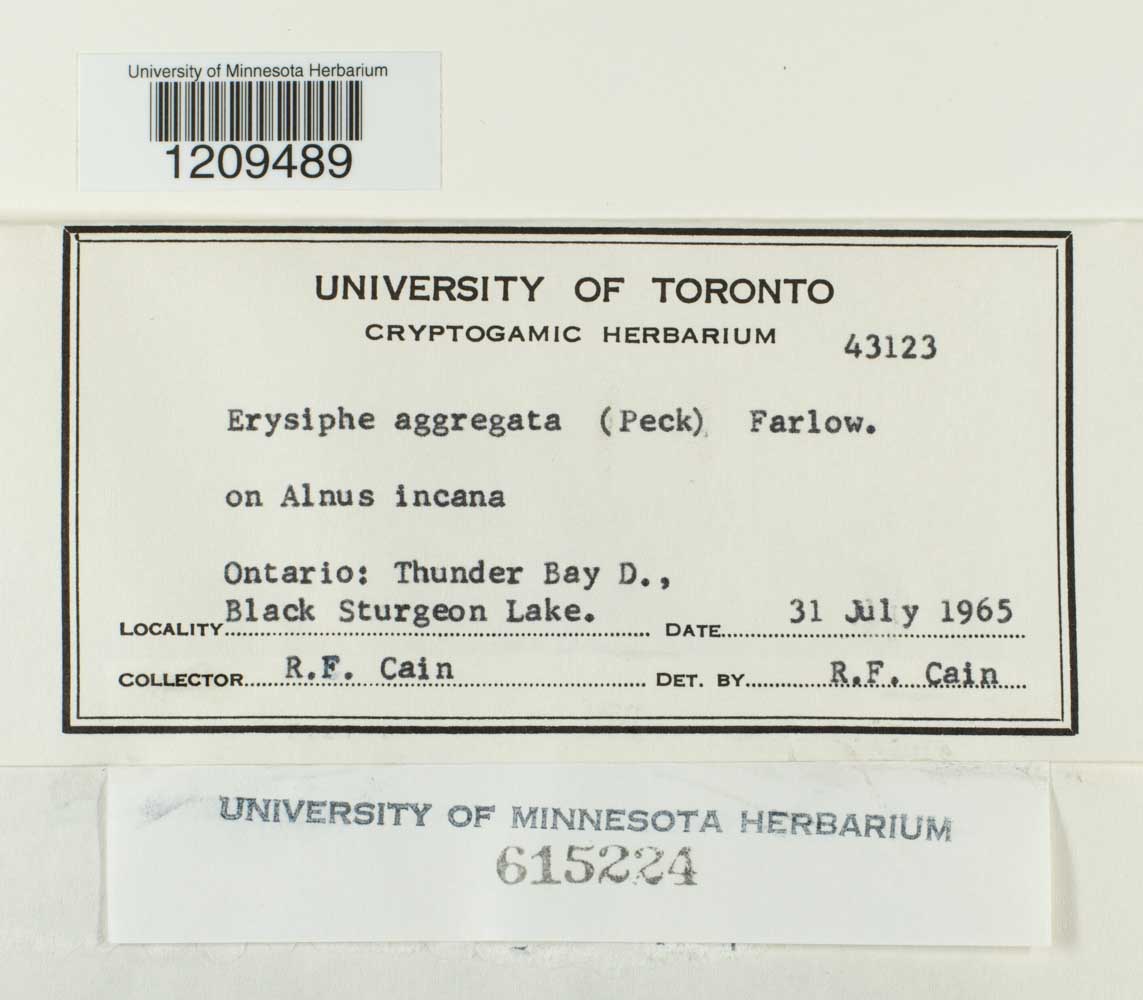 University of Minnesota Herbarium
1209489
UNIVERSITY OF TORONTO
CRYPTOGAMIC HERBARIUM 43123
Erysiphe aggregata (Peck) Farlow.
on Alnus incana
Ontario: Thunder Bay D.,
LOCALITY Black Sturgeon Lake. DATE 31 July 1965
COLLECTOR R.F. Cain DET. BY R.F. Cain
UNIVERSITY OF MINNESOTA HERBARIUM
615224